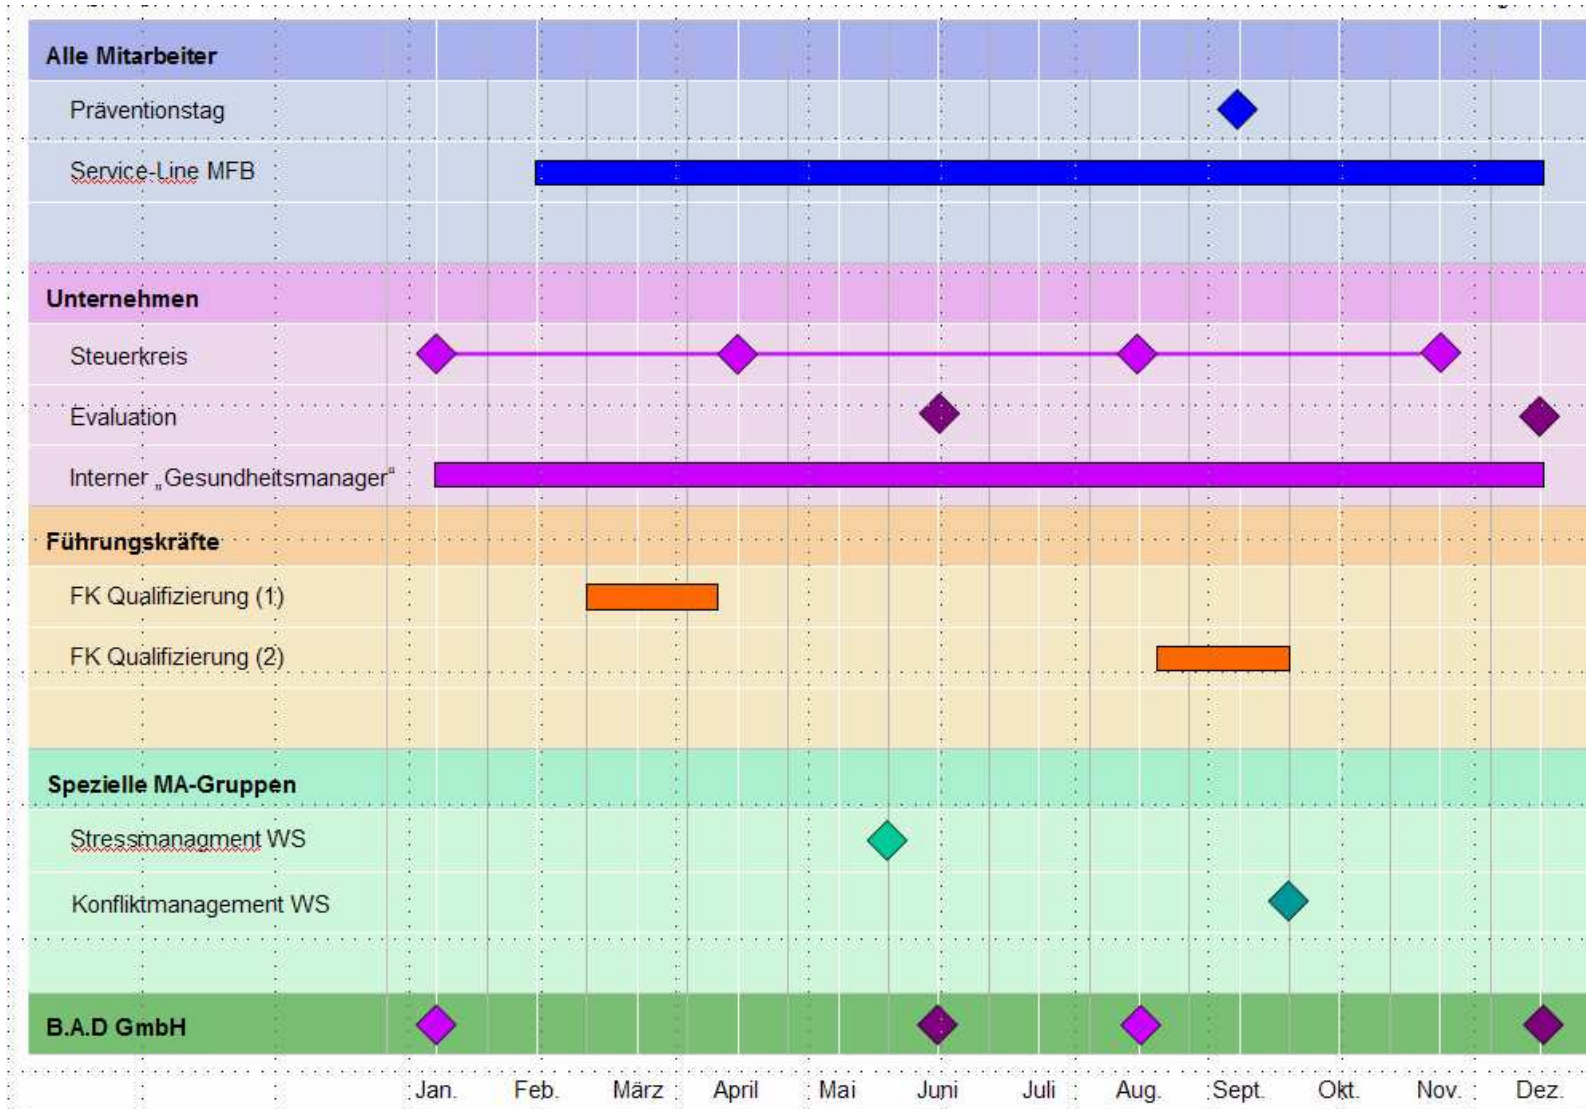 Alle Mitarbeiter
Präventionstag
Service-Line MFB
Unternehmen
Steuerkreis
Evaluation
Interner „Gesundheitsmanager“
Führungskräfte
FK Qualifizierung (1)
FK Qualifizierung (2)
Spezielle MA-Gruppen
Stressmanagment WS
Konfliktmanagement WS
B.A.D GmbH
Jan. Feb. März April Mai Juni Juli Aug. Sept. Okt. Nov. Dez.